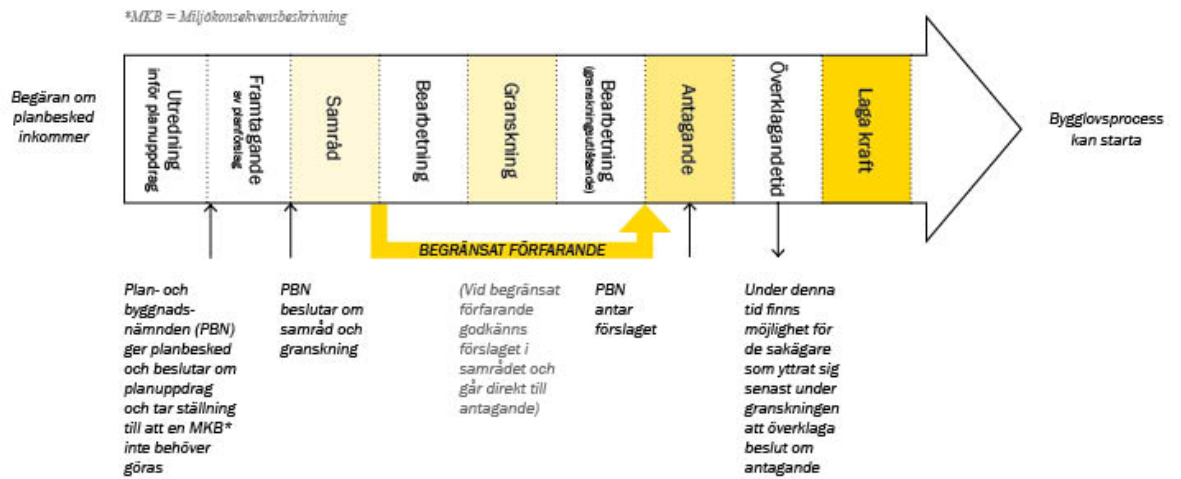 *MKB = Miljökonsekvensbeskrivning
Begäran om
planbesked
inkommer
Utredning
inför planuppdrag
Framtagande
av planförslag
Samråd
Bearbetning
Granskning
Bearbetning
(granskningsutlåtande)
Antagande
Överklagandetid
Laga kraft
Bygglovsprocess
kan starta
BEGRÄNSAT FÖRFARANDE
Plan- och
byggnads-
nämnden (PBN)
ger planbesked
och beslutar om
planuppdrag
och tar ställning
till att en MKB*
inte behöver
göras
PBN
beslutar om
samråd och
granskning
(Vid begränsat
förfarande
godkänns
förslaget i
samrådet och
går direkt till
antagande)
PBN
antar
förslaget
Under denna
tid finns
möjlighet för
de sakägare
som yttrat sig
senast under
granskningen
att överklaga
beslut om
antagande